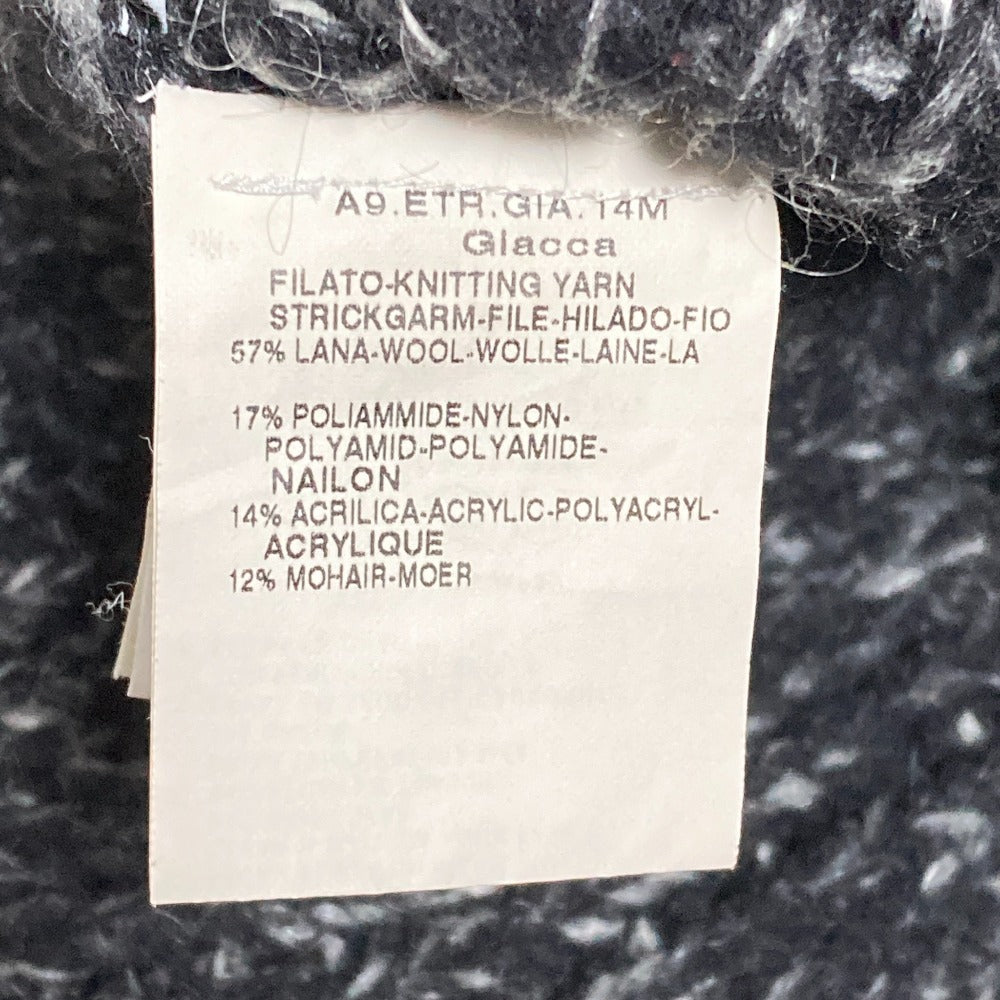 A9.ETR.GIA.14M
Giacca
FILATO-KNITTING YARN
STRICKGARM-FILE-HILADO-FIO
57% LANA-WOOL-WOLLE-LAINE-LA
17% POLIAMMIDE-NYLON-
POLYAMID-POLYAMIDE-
NAILON
14% ACRILICA-ACRYLIC-POLYACRYL-
ACRYLIQUE
12% MOHAIR-MOER